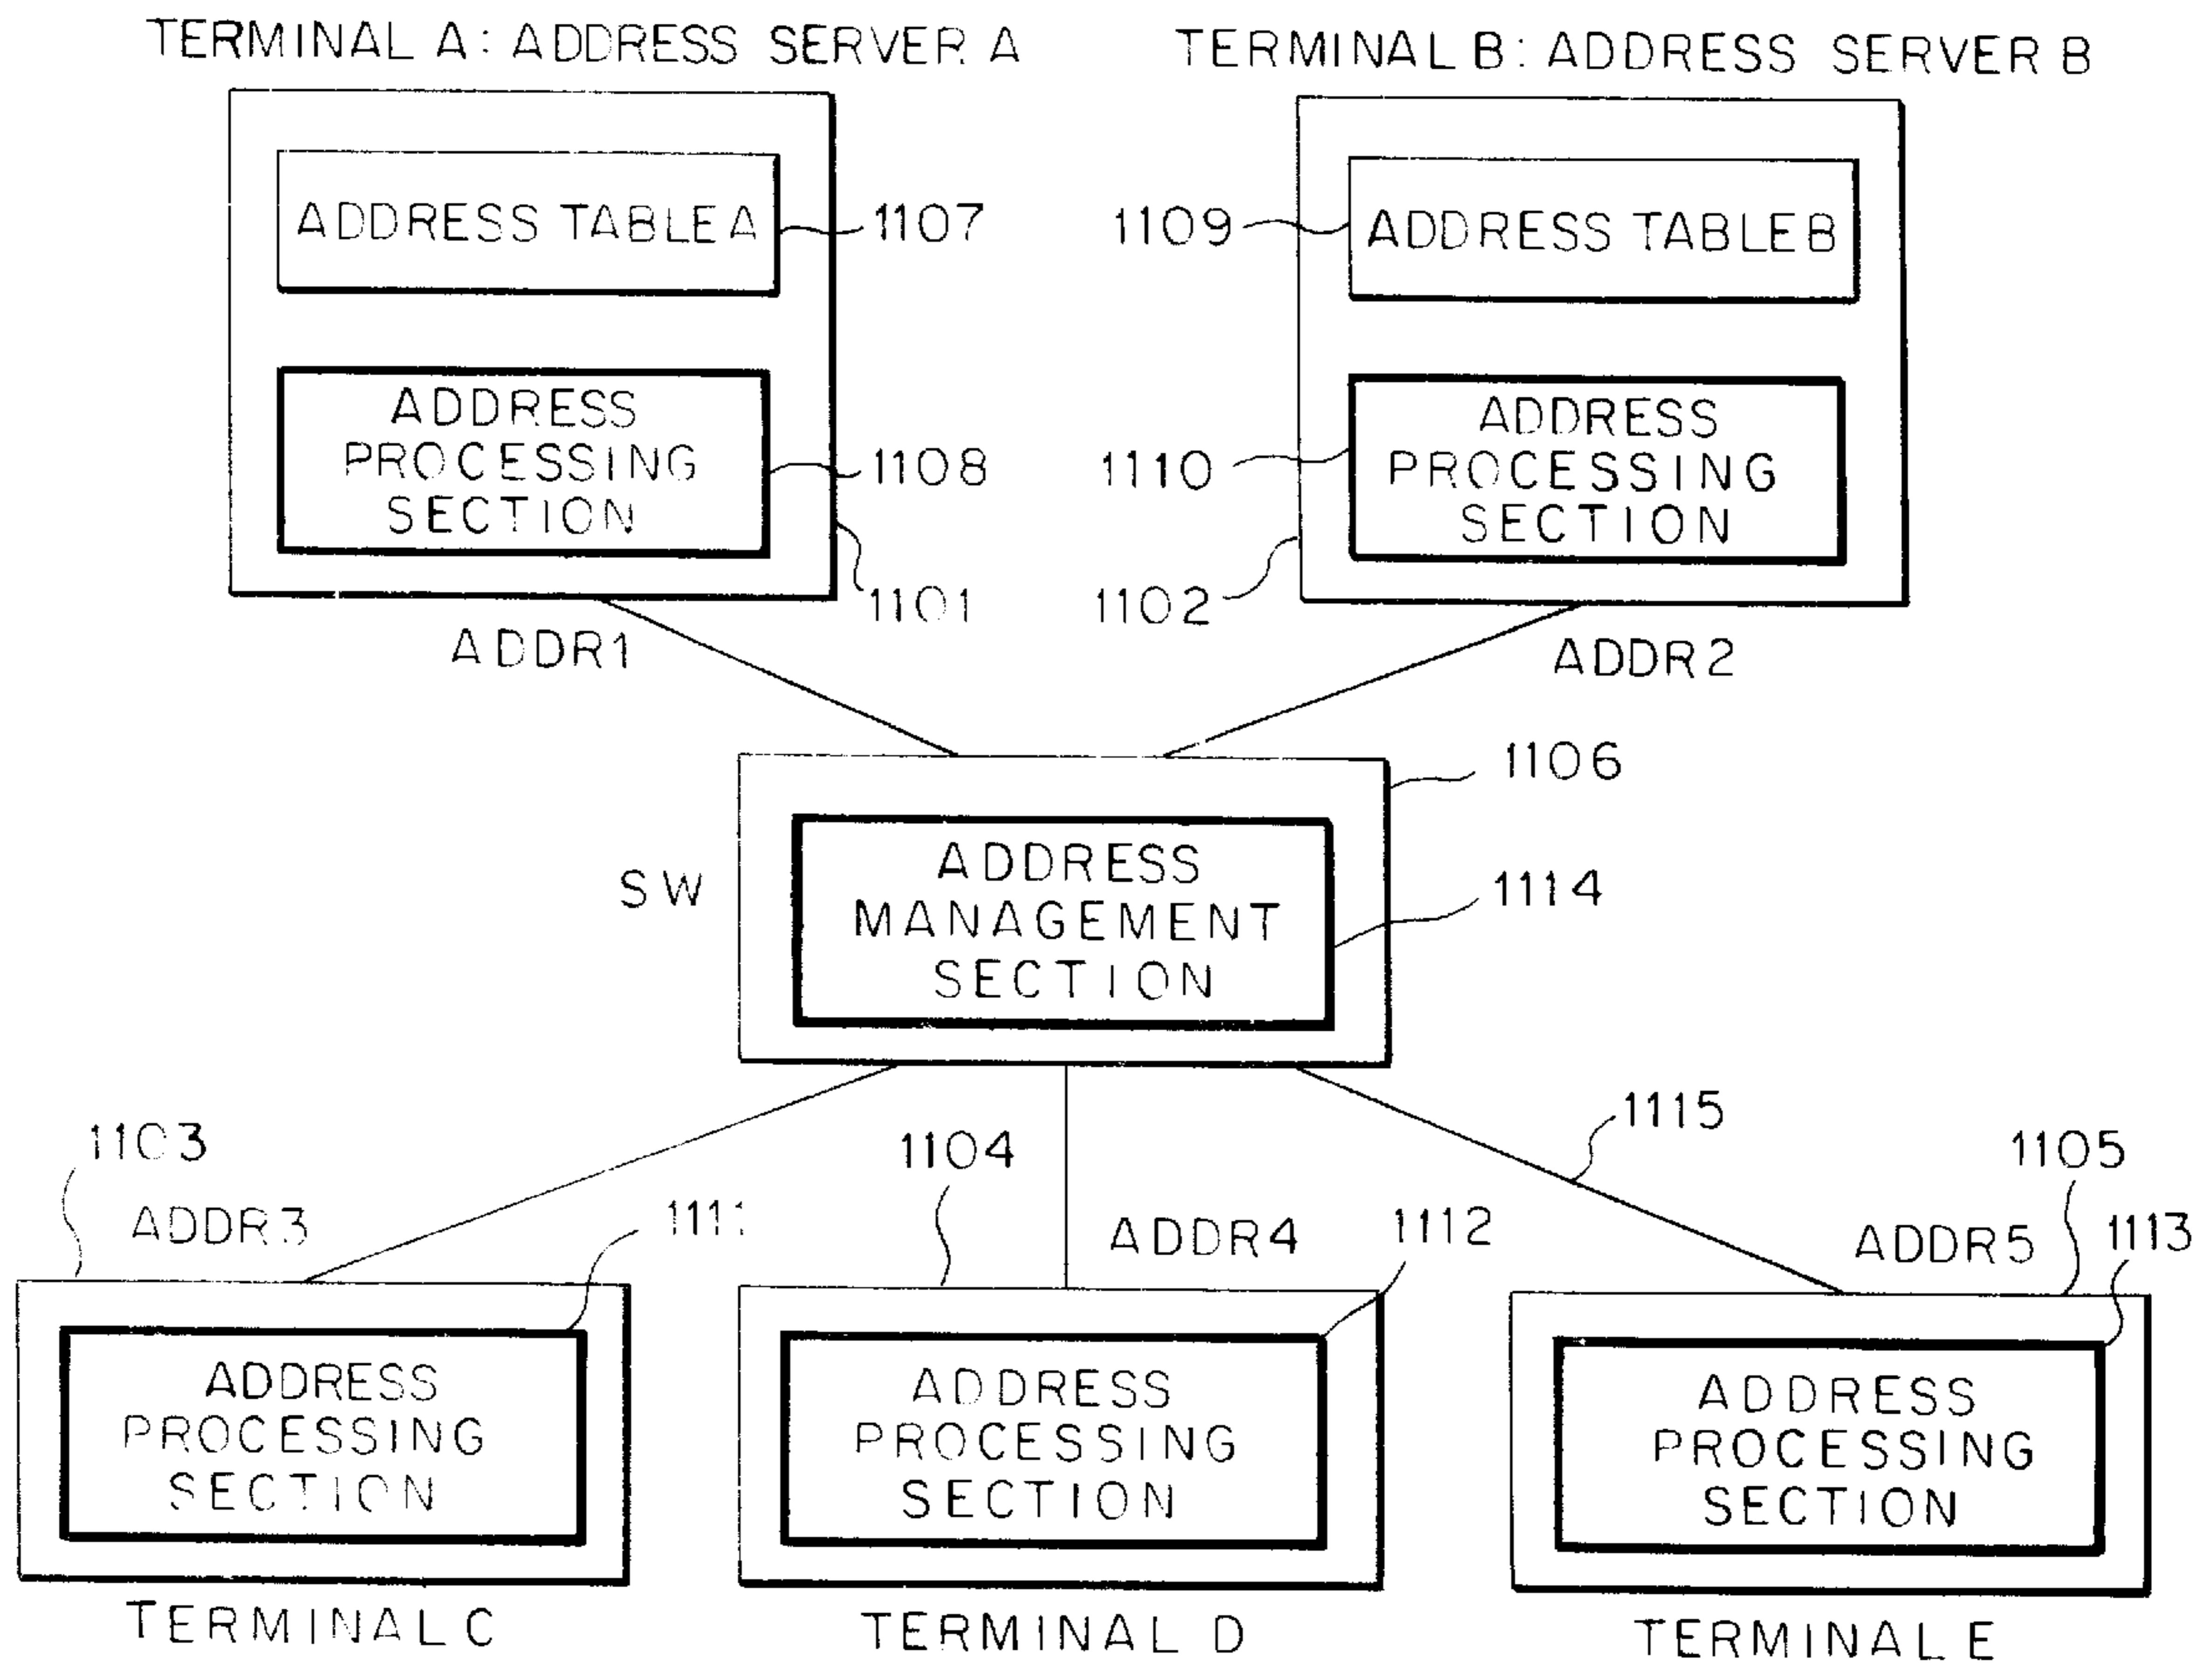 TERMINAL A: ADDRESS SERVER A
TERMINAL B: ADDRESS SERVER B
ADDRESS TABLE A
1107
1109
ADDRESS TABLE B
ADDRESS
PROCESSING
SECTION
1108
1110
ADDRESS
PROCESSING
SECTION
1101
1102
ADDR1
ADDR2
1106
SW
ADDRESS
MANAGEMENT
SECTION
1114
1103
1104
1115
1105
ADDR3
1111
ADDR4
1112
ADDR5
1113
ADDRESS
PROCESSING
SECTION
ADDRESS
PROCESSING
SECTION
ADDRESS
PROCESSING
SECTION
TERMINAL C
TERMINAL D
TERMINAL E